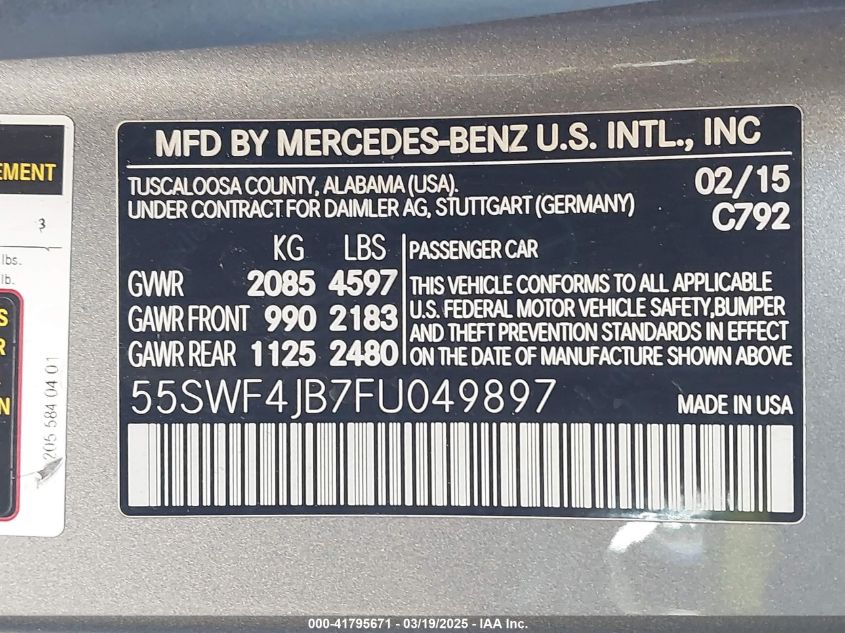 MFD BY MERCEDES-BENZ U.S. INTL., INC
TUSCALOOSA COUNTY, ALABAMA (USA). 02/15
UNDER CONTRACT FOR DAIMLER AG, STUTTGART (GERMANY) C792
KG LBS PASSENGER CAR
GVWR 2085 4597
GAWR FRONT 990 2183
GAWR REAR 1125 2480
THIS VEHICLE CONFORMS TO ALL APPLICABLE
U.S. FEDERAL MOTOR VEHICLE SAFETY,BUMPER
AND THEFT PREVENTION STANDARDS IN EFFECT
ON THE DATE OF MANUFACTURE SHOWN ABOVE
55SWF4JB7FU049897 MADE IN USA
EMENT
3
lbs.
lb.
S
R
N
205 584 04 01
000-41795671 - 03/19/2025 - IAA Inc.